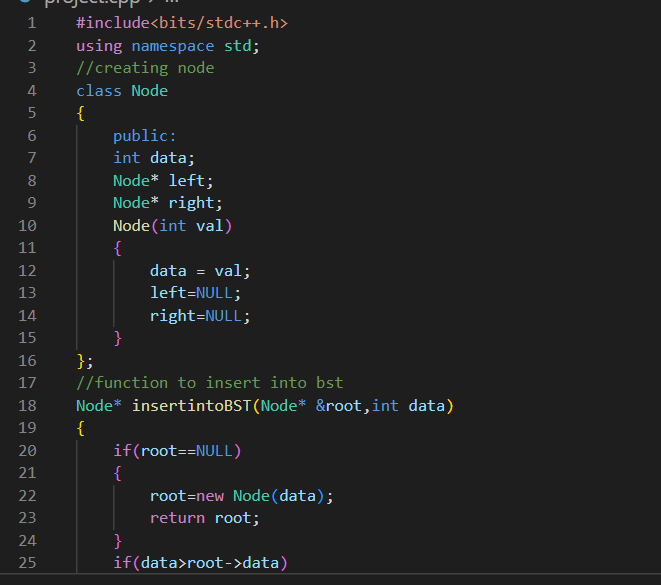 project.cpp > ...
1 #include<bits/stdc++.h>
2 using namespace std;
3 //creating node
4 class Node
5 {
6 public:
7 int data;
8 Node* left;
9 Node* right;
10 Node(int val)
11 {
12 data = val;
13 left=NULL;
14 right=NULL;
15 }
16 };
17 //function to insert into bst
18 Node* insertintoBST(Node* &root,int data)
19 {
20 if(root==NULL)
21 {
22 root=new Node(data);
23 return root;
24 }
25 if(data>root->data)